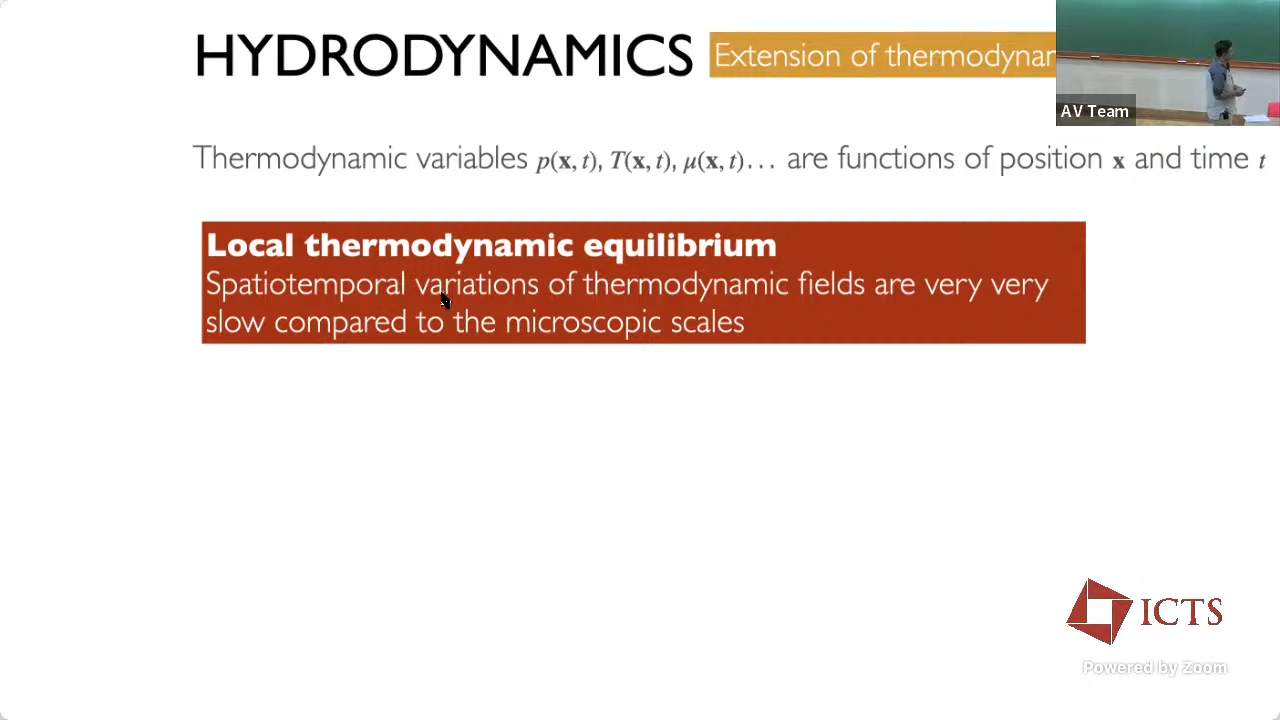 HYDRODYNAMICS
Extension of
AV Team
Thermodynamic variables p(x, t), T(x, t), μ(x, t)… are functions of position x and time t
Local thermodynamic equilibrium
Spatiotemporal variations of thermodynamic fields are very very
slow compared to the microscopic scales
ICTS
Powered by Zoom